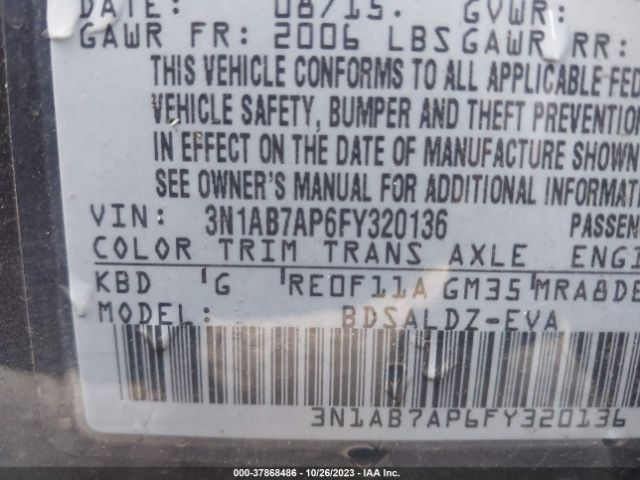 DATE: 08/15. GVWR:
GAWR FR: 2006 LBS GAWR RR:
THIS VEHICLE CONFORMS TO ALL APPLICABLE FED
VEHICLE SAFETY, BUMPER AND THEFT PREVENTION
IN EFFECT ON THE DATE OF MANUFACTURE SHOWN
SEE OWNER'S MANUAL FOR ADDITIONAL INFORMAT
VIN: 3N1AB7AP6FY320136 PASSEN
COLOR TRIM TRANS AXLE ENGI
KBD G RE0F11A GM35 MRA8DE
MODEL: BDSALDZ-EVA
3N1AB7AP6FY320136
000-37868486 - 10/26/2023 - IAAI.COM